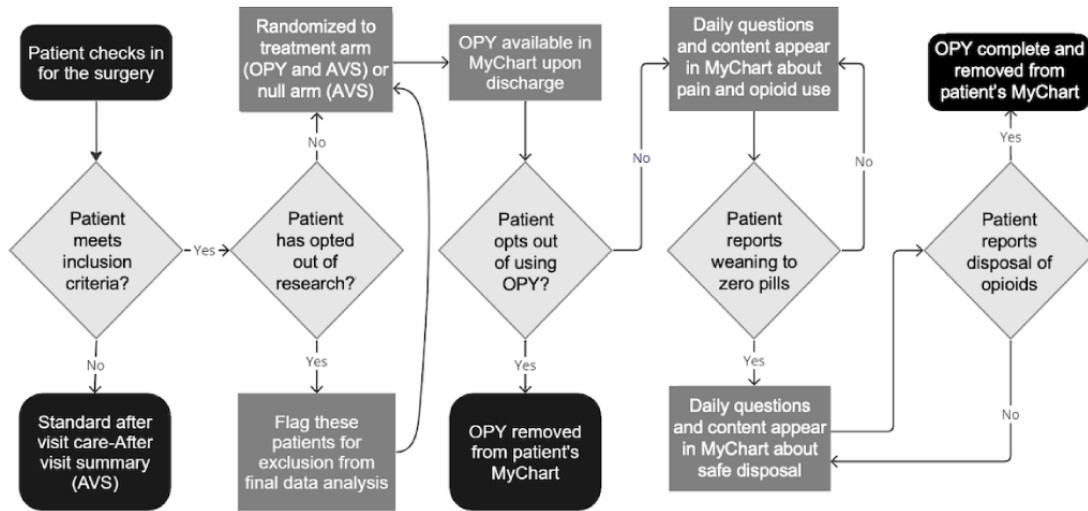 Patient checks in
for the surgery
Patient
meets
inclusion
criteria?
Yes
No
Standard after
visit care-After
visit summary
(AVS)
Randomized to
treatment arm
(OPY and AVS) or
null arm (AVS)
No
Patient
has opted
out of
research?
Yes
Flag these
patients for
exclusion from
final data analysis
OPY available in
MyChart upon
discharge
Patient
opts out
of using
OPY?
No
Yes
OPY removed
from patient's
MyChart
Daily questions
and content appear
in MyChart about
pain and opioid use
Patient
reports
weaning to
zero pills
No
Yes
Daily questions
and content appear
in MyChart about
safe disposal
OPY complete and
removed from
patient's MyChart
Yes
Patient
reports
disposal of
opioids
No